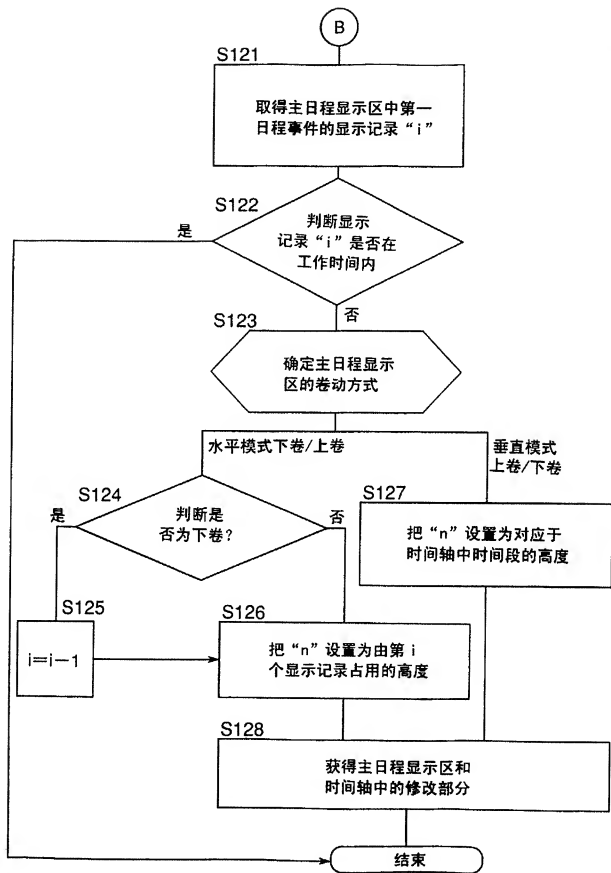 B
S121
取得主日程显示区中第一
日程事件的显示记录“i”
S122
判断显示
记录“i”是否在
工作时间内
是
否
S123
确定主日程显示
区的卷动方式
水平模式下卷/上卷
垂直模式
上卷/下卷
S124
判断是
否为下卷?
是
否
S127
把“n”设置为对应于
时间轴中时间段的高度
S125
i=i-1
S126
把“n”设置为由第 i
个显示记录占用的高度
S128
获得主日程显示区和
时间轴中的修改部分
结束